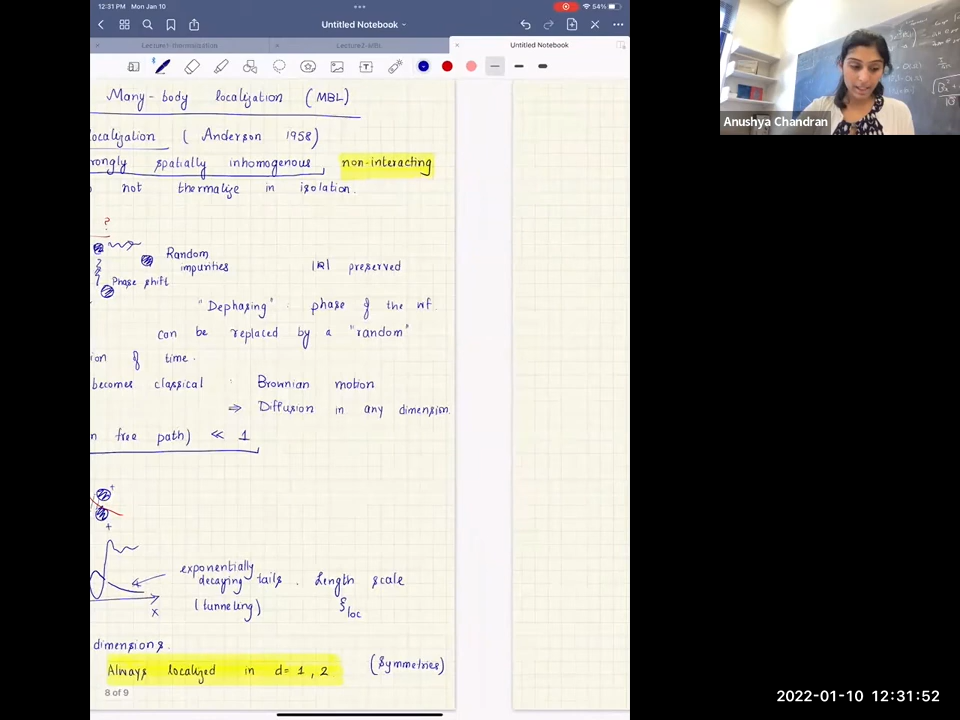 12:31 PM Mon Jan 10
54%
Untitled Notebook
Lecture1-thermalisation
Lecture2-MBL
Untitled Notebook
Many-body localization (MBL)
localization (Anderson 1958)
rongly spatially inhomogenous, non-interacting
o not thermalize in isolation.
?
Random
impurities
|k| preserved
Phase shift
"Dephasing" : phase of the wf
can be replaced by a "random"
ion of time.
becomes classical : Brownian motion
⇒ Diffusion in any dimension
n free path) ≪ 1
+
+
exponentially
decaying tails. Length scale
(tunneling) ξloc
x
dimensions.
Always localized in d=1,2 (Symmetries)
8 of 9
Anushya Chandran
2022-01-10 12:31:52